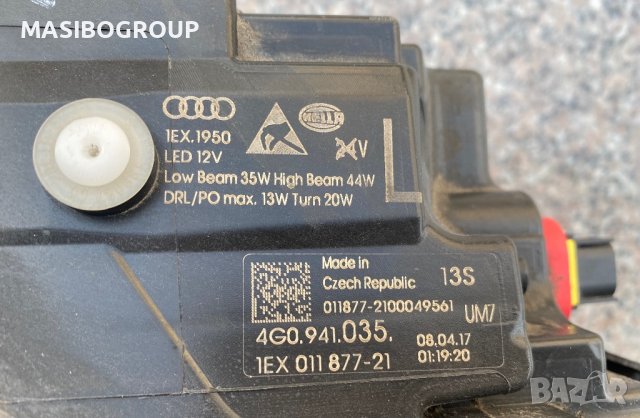 MASIBOGROUP
HELLA
1EX.1950
LED 12V
Low Beam 35W High Beam 44W
DRL/PO max. 13W Turn 20W
L
Made in
Czech Republic
13S
011877-2100049561
UM7
4G0.941.035.
08.04.17
1EX 011 877-21
01:19:20
BAZAR
bg